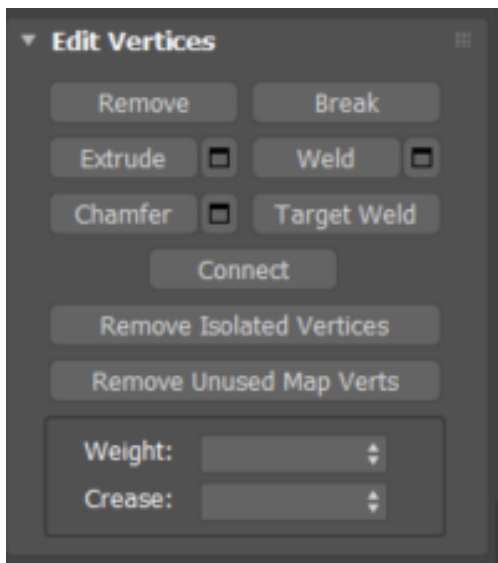 Edit Vertices
Remove Break
Extrude Weld
Chamfer Target Weld
Connect
Remove Isolated Vertices
Remove Unused Map Verts
Weight:
Crease: